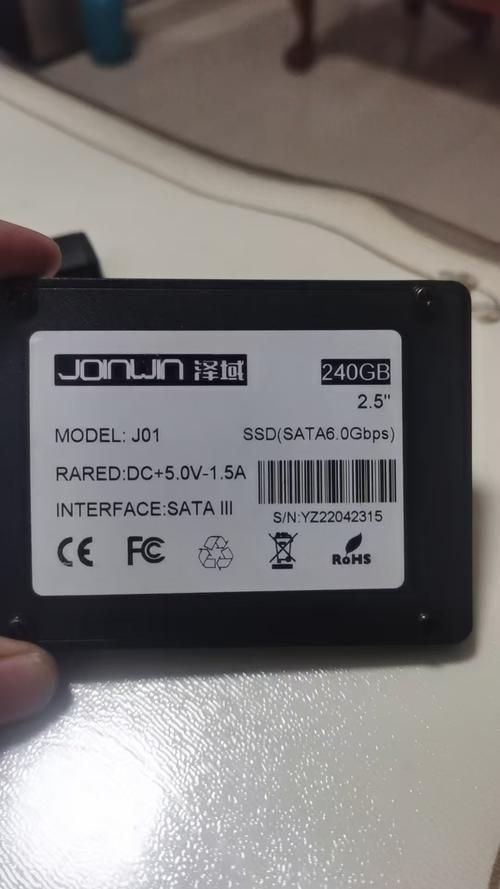 JOINWIN 泽域
240GB
2.5"
MODEL: J01
SSD(SATA6.0Gbps)
RARED:DC+5.0V-1.5A
INTERFACE:SATA III
S/N:YZ22042315
CE FC RoHS